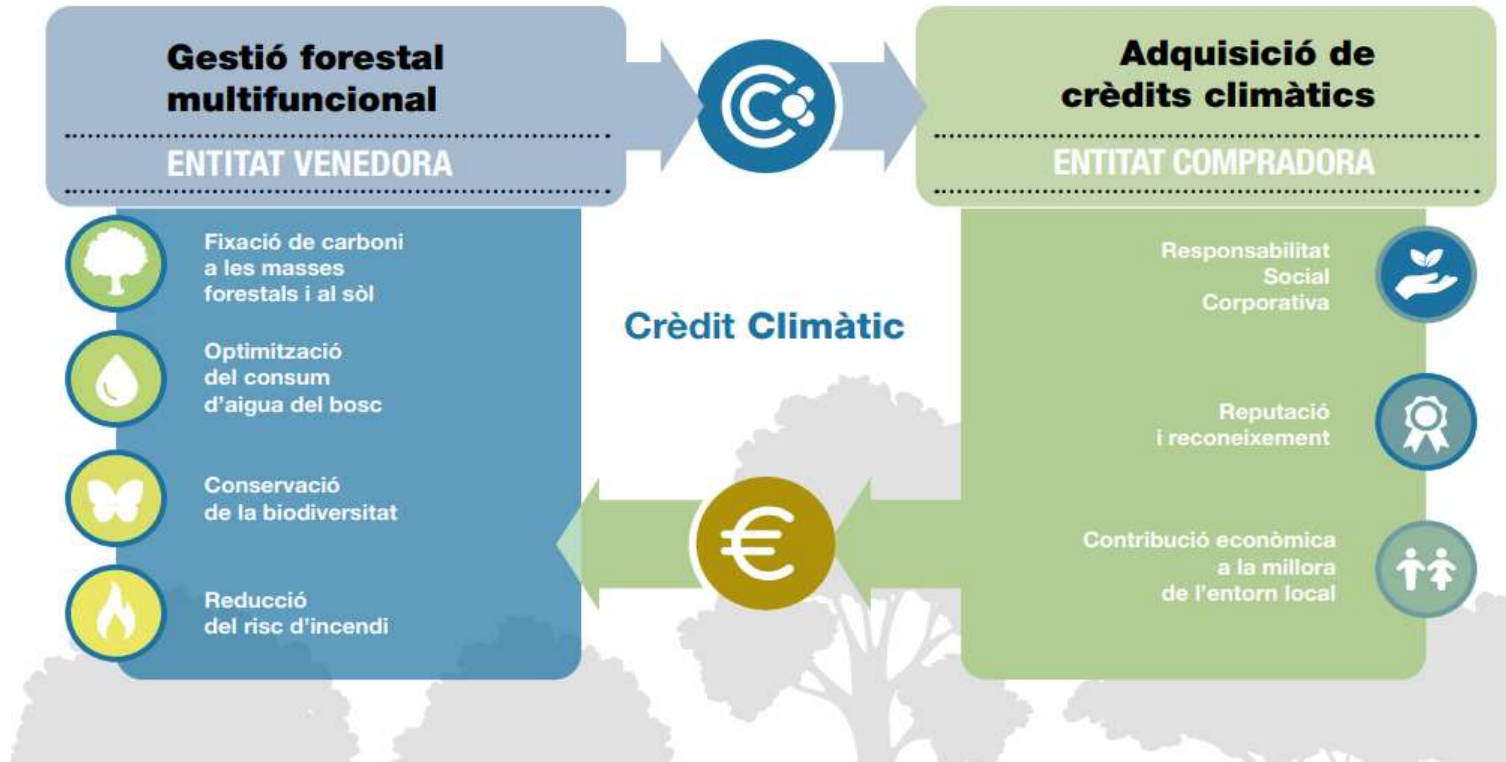 Gestió forestal
multifuncional
ENTITAT VENEDORA
Fixació de carboni
a les masses
forestals i al sòl
Optimització
del consum
d'aigua del bosc
Conservació
de la biodiversitat
Reducció
del risc d'incendi
Crèdit Climàtic
€
Adquisició de
crèdits climàtics
ENTITAT COMPRADORA
Responsabilitat
Social
Corporativa
Reputació
i reconeixement
Contribució econòmica
a la millora
de l'entorn local